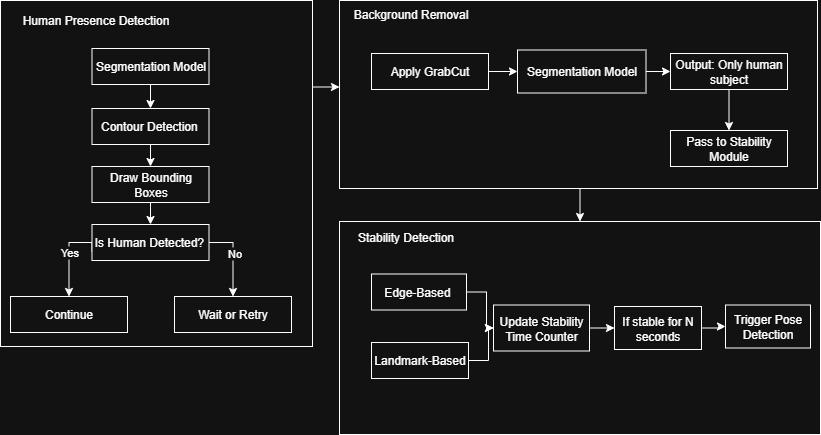 Human Presence Detection
Segmentation Model
Contour Detection
Draw Bounding
Boxes
Is Human Detected?
Yes
No
Continue
Wait or Retry
Background Removal
Apply GrabCut
Segmentation Model
Output: Only human
subject
Pass to Stability
Module
Stability Detection
Edge-Based
Landmark-Based
Update Stability
Time Counter
If stable for N
seconds
Trigger Pose
Detection